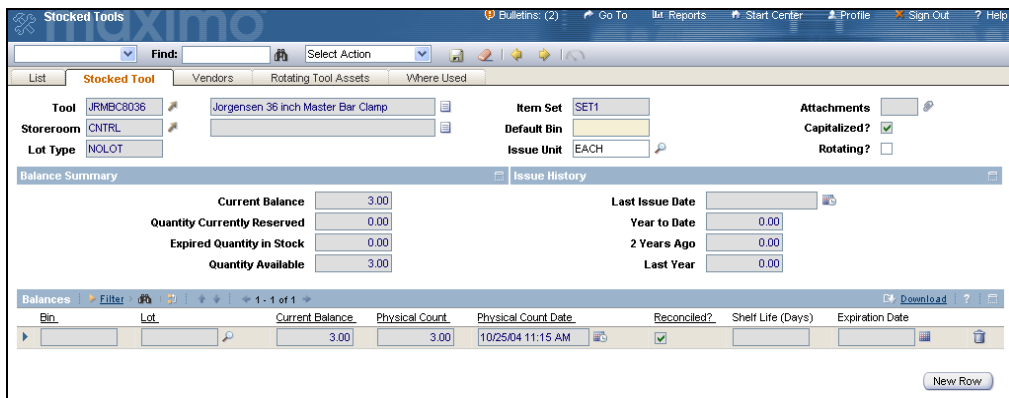 maximo
Stocked Tools
Bulletins: (2) Go To Reports Start Center Profile Sign Out Help
Find: Select Action
List Stocked Tool Vendors Rotating Tool Assets Where Used
Tool JRMBC8036 Jorgensen 36 inch Master Bar Clamp Item Set SET1 Attachments
Storeroom CNTRL Default Bin Capitalized?
Lot Type NOLOT Issue Unit EACH Rotating?
Balance Summary Issue History
Current Balance 3.00 Last Issue Date
Quantity Currently Reserved 0.00 Year to Date 0.00
Expired Quantity in Stock 0.00 2 Years Ago 0.00
Quantity Available 3.00 Last Year 0.00
Balances Filter 1 - 1 of 1 Download ?
Bin Lot Current Balance Physical Count Physical Count Date Reconciled? Shelf Life (Days) Expiration Date
3.00 3.00 10/25/04 11:15 AM
New Row